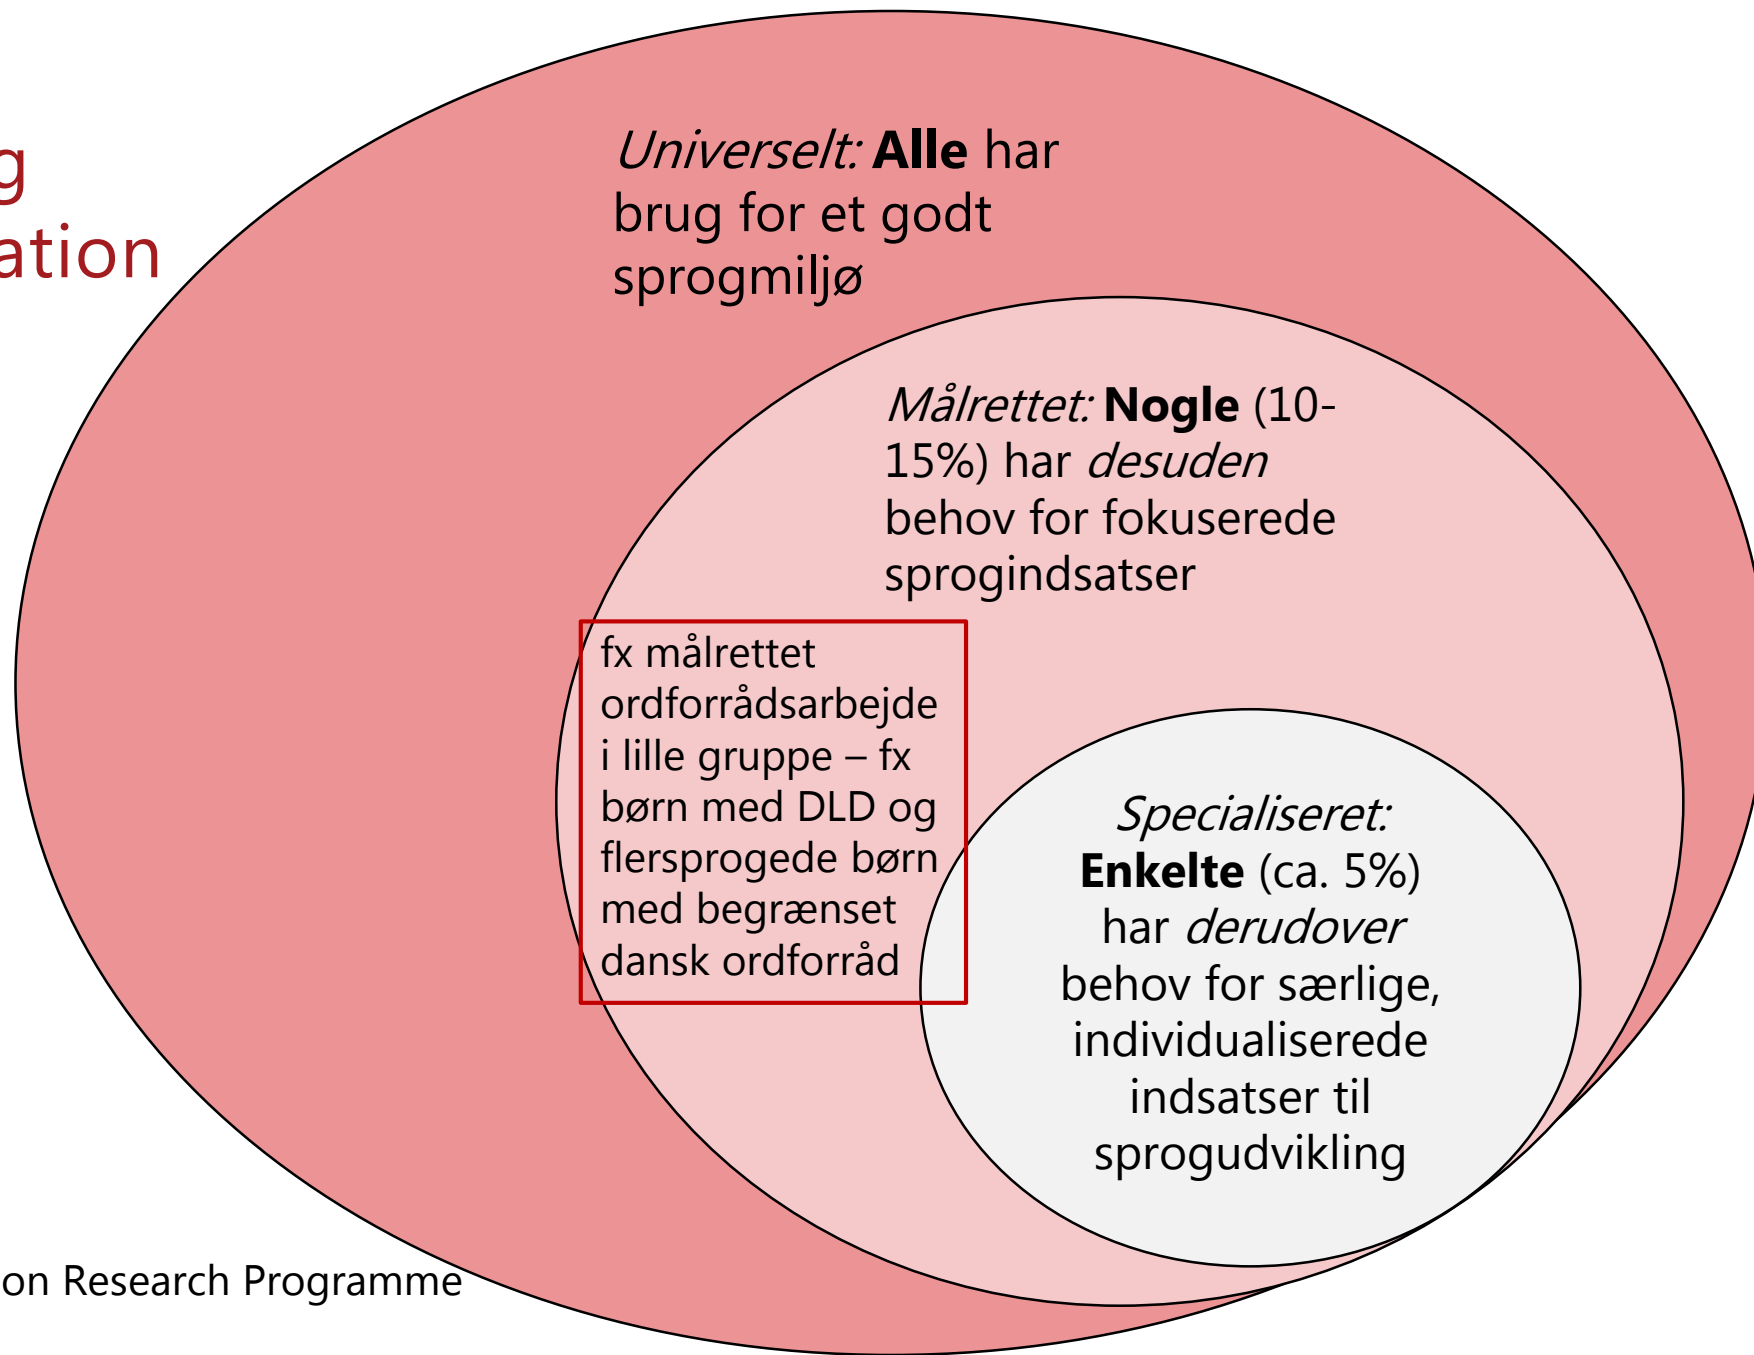 g
ation
Universelt: Alle har
brug for et godt
sprogmiljø
Målrettet: Nogle (10-
15%) har desuden
behov for fokuserede
sprogindsatser
fx målrettet
ordforrådsarbejde
i lille gruppe – fx
børn med DLD og
flersprogede børn
med begrænset
dansk ordforråd
Specialiseret:
Enkelte (ca. 5%)
har derudover
behov for særlige,
individualiserede
indsatser til
sprogudvikling
on Research Programme